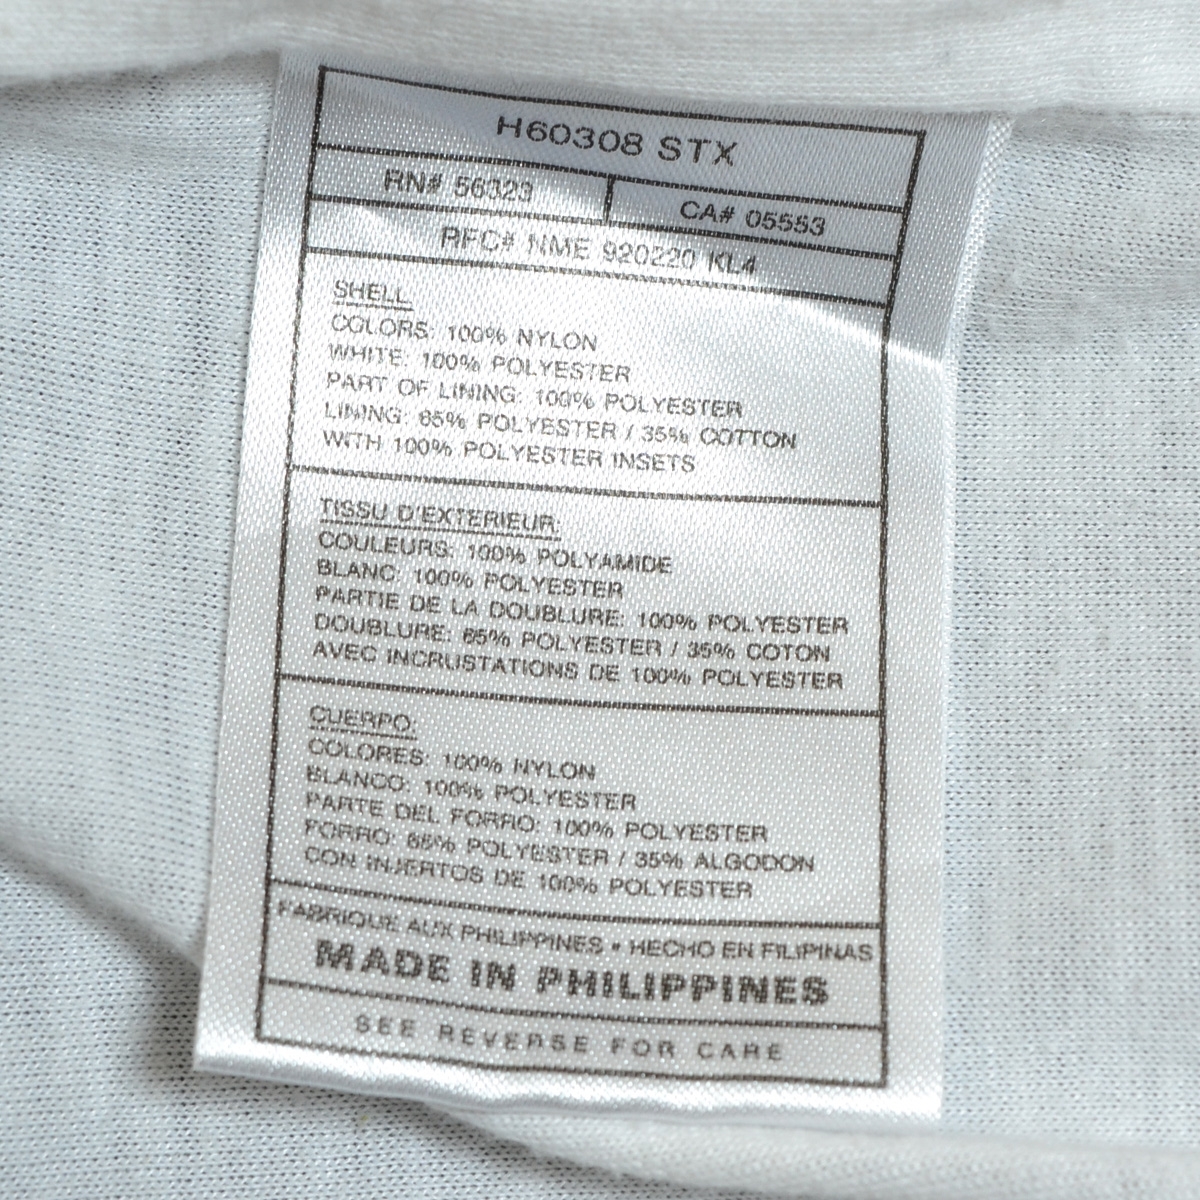 H60308 STX
RN# 56323
CA# 05553
RFC# NME 920220 KL4
SHELL
COLORS: 100% NYLON
WHITE: 100% POLYESTER
PART OF LINING: 100% POLYESTER
LINING: 65% POLYESTER / 35% COTTON
WITH 100% POLYESTER INSETS
TISSU D'EXTERIEUR:
COULEURS: 100% POLYAMIDE
BLANC: 100% POLYESTER
PARTIE DE LA DOUBLURE: 100% POLYESTER
DOUBLURE: 65% POLYESTER / 35% COTON
AVEC INCRUSTATIONS DE 100% POLYESTER
CUERPO:
COLORES: 100% NYLON
BLANCO: 100% POLYESTER
PARTE DEL FORRO: 100% POLYESTER
FORRO: 65% POLYESTER / 35% ALGODON
CON INJERTOS DE 100% POLYESTER
FABRIQUE AUX PHILIPPINES • HECHO EN FILIPINAS
MADE IN PHILIPPINES
SEE REVERSE FOR CARE